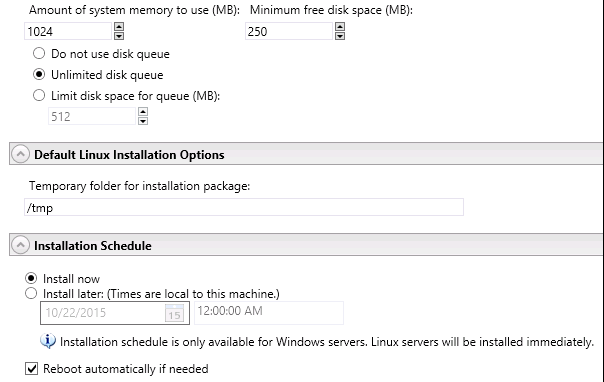 Amount of system memory to use (MB): Minimum free disk space (MB):
1024 250
Do not use disk queue
Unlimited disk queue
Limit disk space for queue (MB):
512
Default Linux Installation Options
Temporary folder for installation package:
/tmp
Installation Schedule
Install now
Install later: (Times are local to this machine.)
10/22/2015 15 12:00:00 AM
Installation schedule is only available for Windows servers. Linux servers will be installed immediately.
Reboot automatically if needed